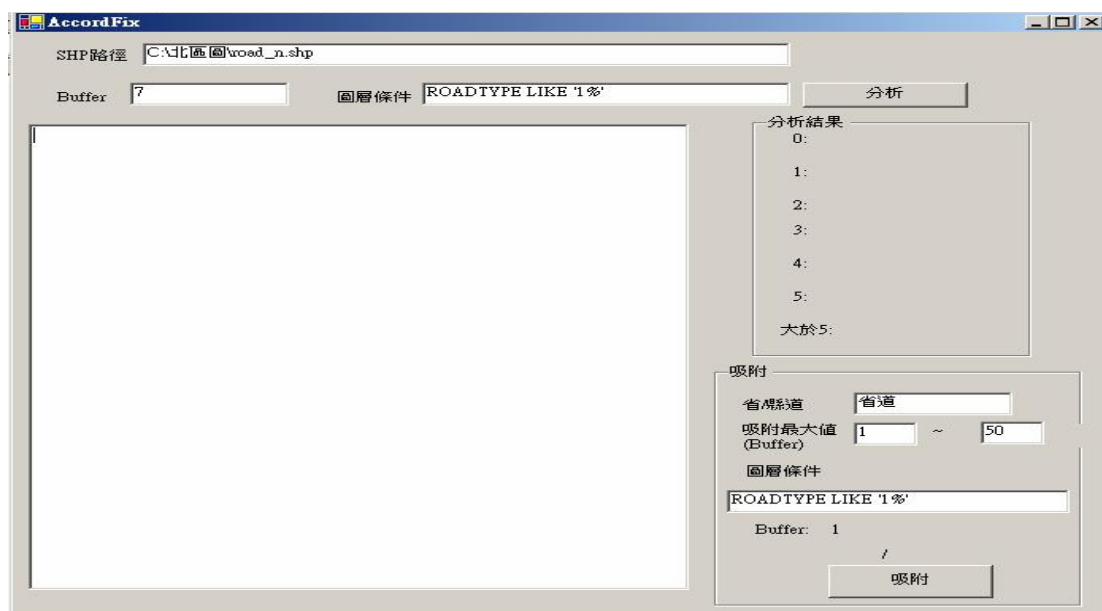 AccordFix
SHP路徑 C:\北區圖\road_n.shp
Buffer 7 圖層條件 ROADTYPE LIKE '1%' 分析
分析結果
0:
1:
2:
3:
4:
5:
大於5:
吸附
省/縣道 省道
吸附最大值 1 ~ 50
(Buffer)
圖層條件
ROADTYPE LIKE '1%'
Buffer: 1
/
吸附